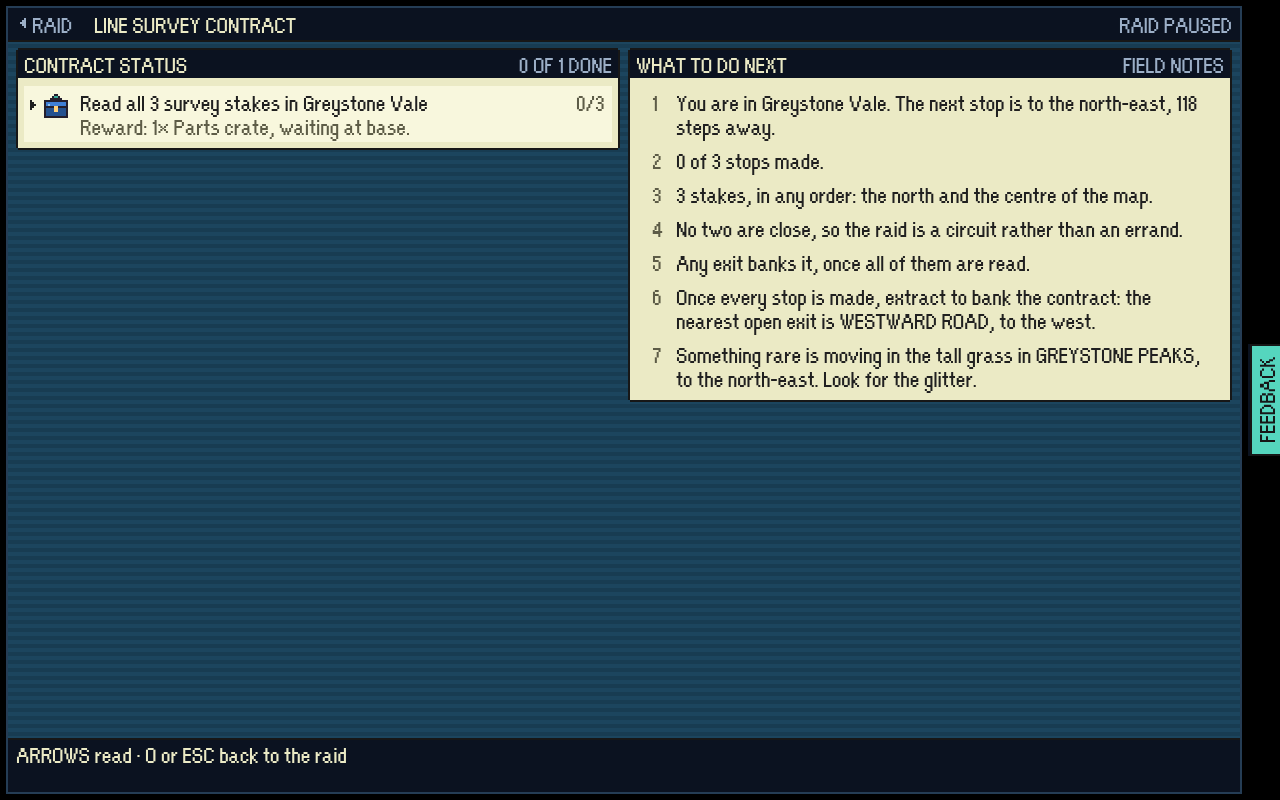 RAID LINE SURVEY CONTRACT RAID PAUSED
CONTRACT STATUS 0 OF 1 DONE
Read all 3 survey stakes in Greystone Vale 0/3
Reward: 1× Parts crate, waiting at base.
WHAT TO DO NEXT FIELD NOTES
1 You are in Greystone Vale. The next stop is to the north-east, 118
steps away.
2 0 of 3 stops made.
3 3 stakes, in any order: the north and the centre of the map.
4 No two are close, so the raid is a circuit rather than an errand.
5 Any exit banks it, once all of them are read.
6 Once every stop is made, extract to bank the contract: the
nearest open exit is WESTWARD ROAD, to the west.
7 Something rare is moving in the tall grass in GREYSTONE PEAKS,
to the north-east. Look for the glitter.
FEEDBACK
ARROWS read · O or ESC back to the raid